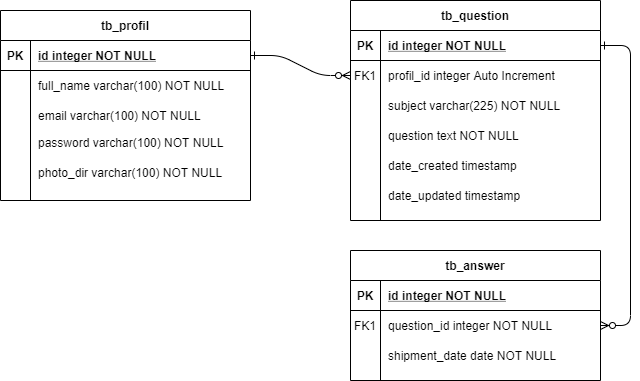 tb_profil
PK id integer NOT NULL
full_name varchar(100) NOT NULL
email varchar(100) NOT NULL
password varchar(100) NOT NULL
photo_dir varchar(100) NOT NULL
tb_question
PK id integer NOT NULL
FK1 profil_id integer Auto Increment
subject varchar(225) NOT NULL
question text NOT NULL
date_created timestamp
date_updated timestamp
tb_answer
PK id integer NOT NULL
FK1 question_id integer NOT NULL
shipment_date date NOT NULL